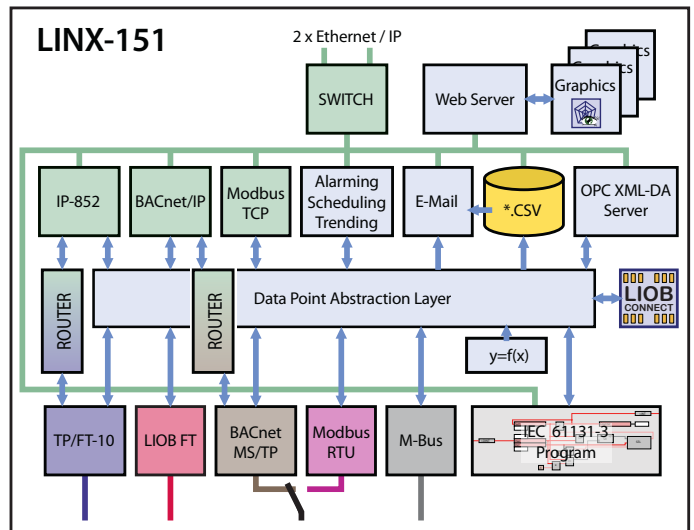 LINX-151
2 x Ethernet / IP
SWITCH
Web Server
Graphics
Graphics
Graphics
IP-852
BACnet/IP
Modbus
TCP
Alarming
Scheduling
Trending
E-Mail
*.CSV
OPC XML-DA
Server
ROUTER
ROUTER
Data Point Abstraction Layer
LIOB
CONNECT
y=f(x)
TP/FT-10
LIOB FT
BACnet
MS/TP
Modbus
RTU
M-Bus
IEC 61131-3
Program